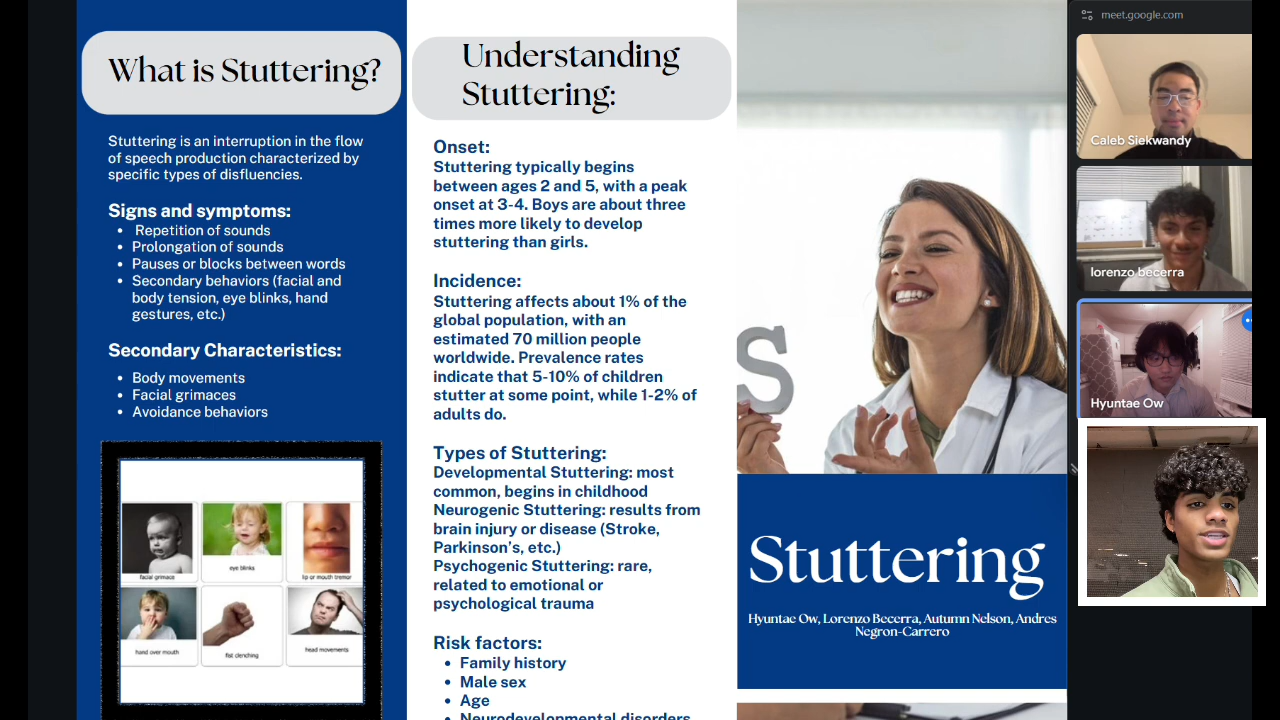 What is Stuttering?
Stuttering is an interruption in the flow
of speech production characterized by
specific types of disfluencies.
Signs and symptoms:
• Repetition of sounds
• Prolongation of sounds
• Pauses or blocks between words
• Secondary behaviors (facial and
body tension, eye blinks, hand
gestures, etc.)
Secondary Characteristics:
• Body movements
• Facial grimaces
• Avoidance behaviors
facial grimace
eye blinks
lip or mouth tremor
hand over mouth
fist clenching
head movements
Understanding
Stuttering:
Onset:
Stuttering typically begins
between ages 2 and 5, with a peak
onset at 3-4. Boys are about three
times more likely to develop
stuttering than girls.
Incidence:
Stuttering affects about 1% of the
global population, with an
estimated 70 million people
worldwide. Prevalence rates
indicate that 5-10% of children
stutter at some point, while 1-2% of
adults do.
Types of Stuttering:
Developmental Stuttering: most
common, begins in childhood
Neurogenic Stuttering: results from
brain injury or disease (Stroke,
Parkinson's, etc.)
Psychogenic Stuttering: rare,
related to emotional or
psychological trauma
Risk factors:
• Family history
• Male sex
• Age
• Neurodevelopmental disorders
S
Stuttering
Hyuntae Ow, Lorenzo Becerra, Autumn Nelson, Andres
Negron-Carrero
meet.google.com
Caleb Siekwandy
lorenzo becerra
Hyuntae Ow